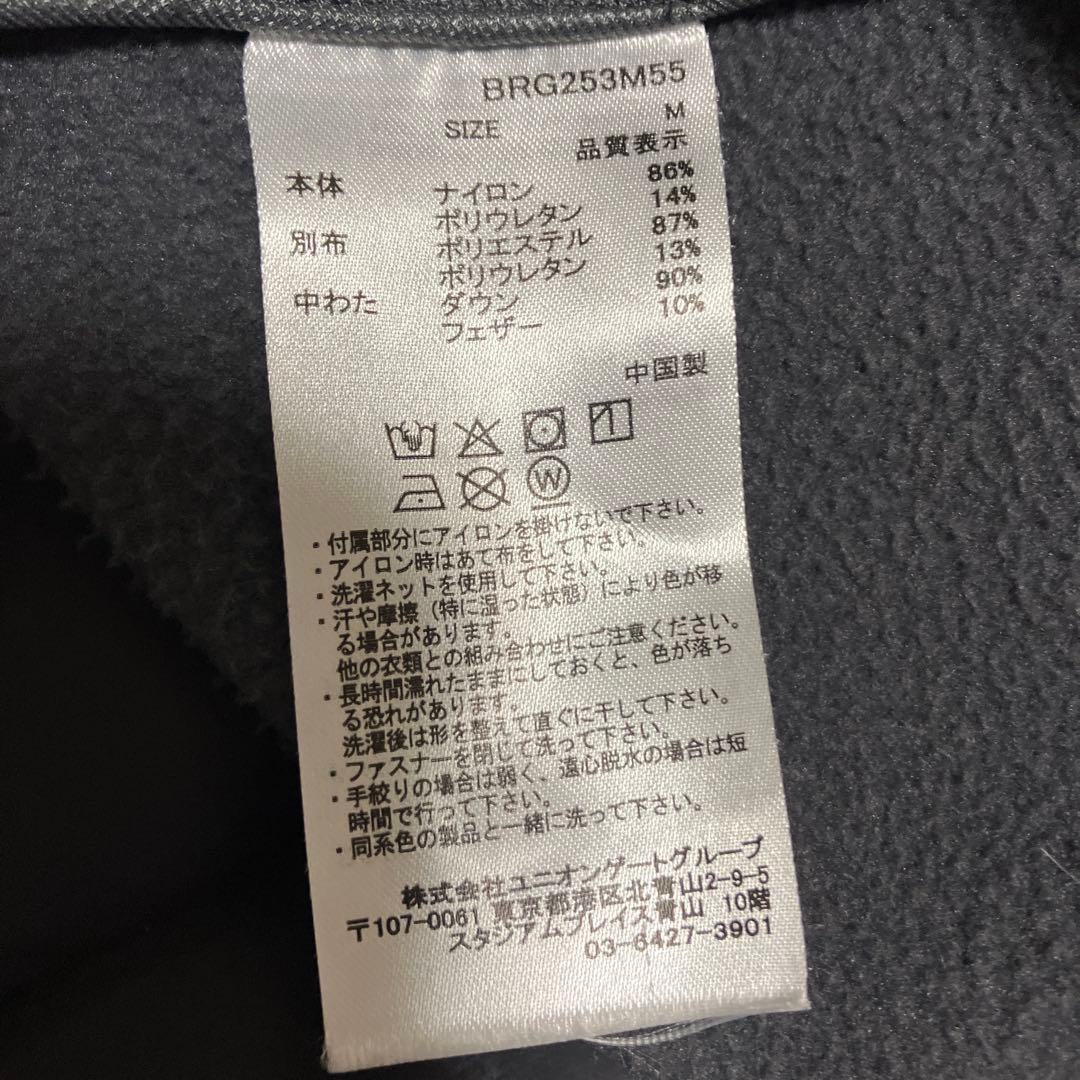 BRG253M55
SIZE M
品質表示
本体 ナイロン 86%
ポリウレタン 14%
別布 ポリエステル 87%
ポリウレタン 13%
中わた ダウン 90%
フェザー 10%
中国製
W
・付属部分にアイロンを掛けないで下さい。
・アイロン時はあて布をして下さい。
・洗濯ネットを使用して下さい。
・汗や摩擦（特に湿った状態）により色が移
る場合があります。
他の衣類との組み合わせにご注意ください。
・長時間濡れたままにしておくと、色が落ち
る恐れがあります。
洗濯後は形を整えて直ぐに干して下さい。
・ファスナーを閉じて洗って下さい。
・手絞りの場合は弱く、遠心脱水の場合は短
時間で行って下さい。
・同系色の製品と一緒に洗って下さい。
株式会社ユニオンゲートグループ
〒107-0061 東京都港区北青山2-9-5
スタジアムプレイス青山 10階
03-6427-3901